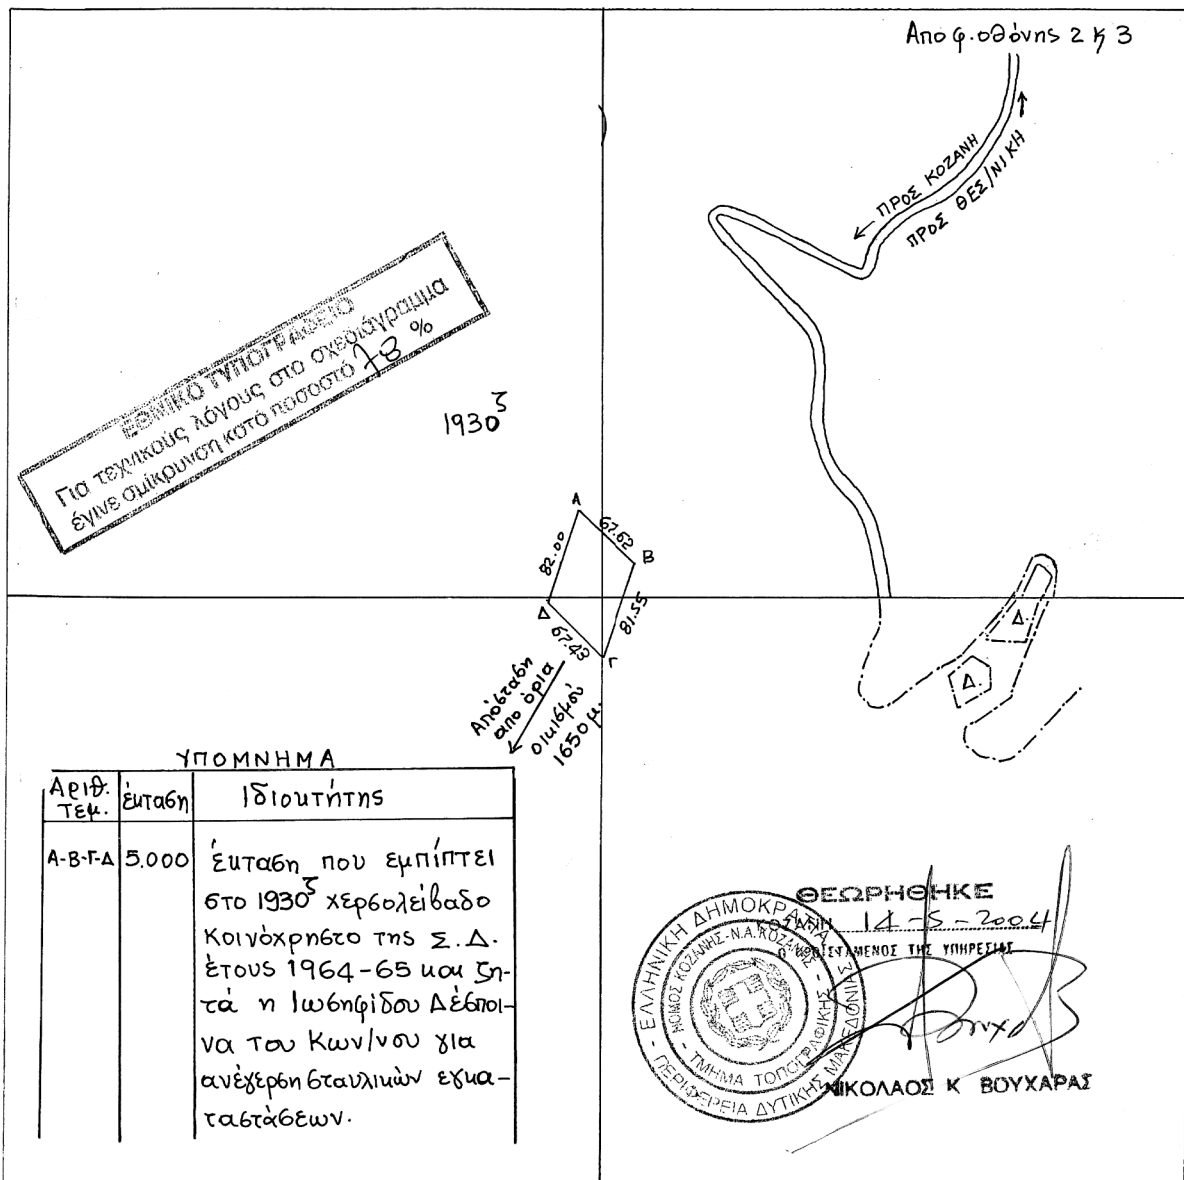 Απο φ. οθόνης 2 κ 3
← ΠΡΟΣ ΚΟΖΑΝΗ
ΠΡΟΣ ΘΕΣ/ΝΙΚΗ →
ΕΘΝΙΚΟ ΤΥΠΟΓΡΑΦΕΙΟ
Για τεχνικούς λόγους στο σχεδιάγραμμα
έγινε σμίκρυνση κατά ποσοστό 78 %
1930ζ
Α
67.62
Β
82.00
81.55
Δ
67.43
Γ
Δ.
Δ.
Απόσταση
απο όρια
οικισμού
1650μ.
ΥΠΟΜΝΗΜΑ
Αριθ. Τεμ.
έκταση
Ιδιοκτήτης
Α-Β-Γ-Δ
5.000
έκταση που εμπίπτει
στο 1930ζ χερσολείβαδο
Κοινόχρηστο της Σ.Δ.
έτους 1964-65 και ζη-
τά η Ιωσηφίδου Δέσποι-
να του Κων/νου για
ανέγερση σταυλικών εγκα-
ταστάσεων.
ΘΕΩΡΗΘΗΚΕ
ΚΟΖΑΝΗ 14-5-2004
Ο ΠΡΟΪΣΤΑΜΕΝΟΣ ΤΗΣ ΥΠΗΡΕΣΙΑΣ
ΝΙΚΟΛΑΟΣ Κ ΒΟΥΧΑΡΑΣ
ΕΛΛΗΝΙΚΗ ΔΗΜΟΚΡΑΤΙΑ
ΠΕΡΙΦΕΡΕΙΑ ΔΥΤΙΚΗΣ ΜΑΚΕΔΟΝΙΑΣ
ΝΟΜΟΣ ΚΟΖΑΝΗΣ-Ν.Α. ΚΟΖΑΝΗΣ
ΤΜΗΜΑ ΤΟΠΟΓΡΑΦΙΚΗΣ